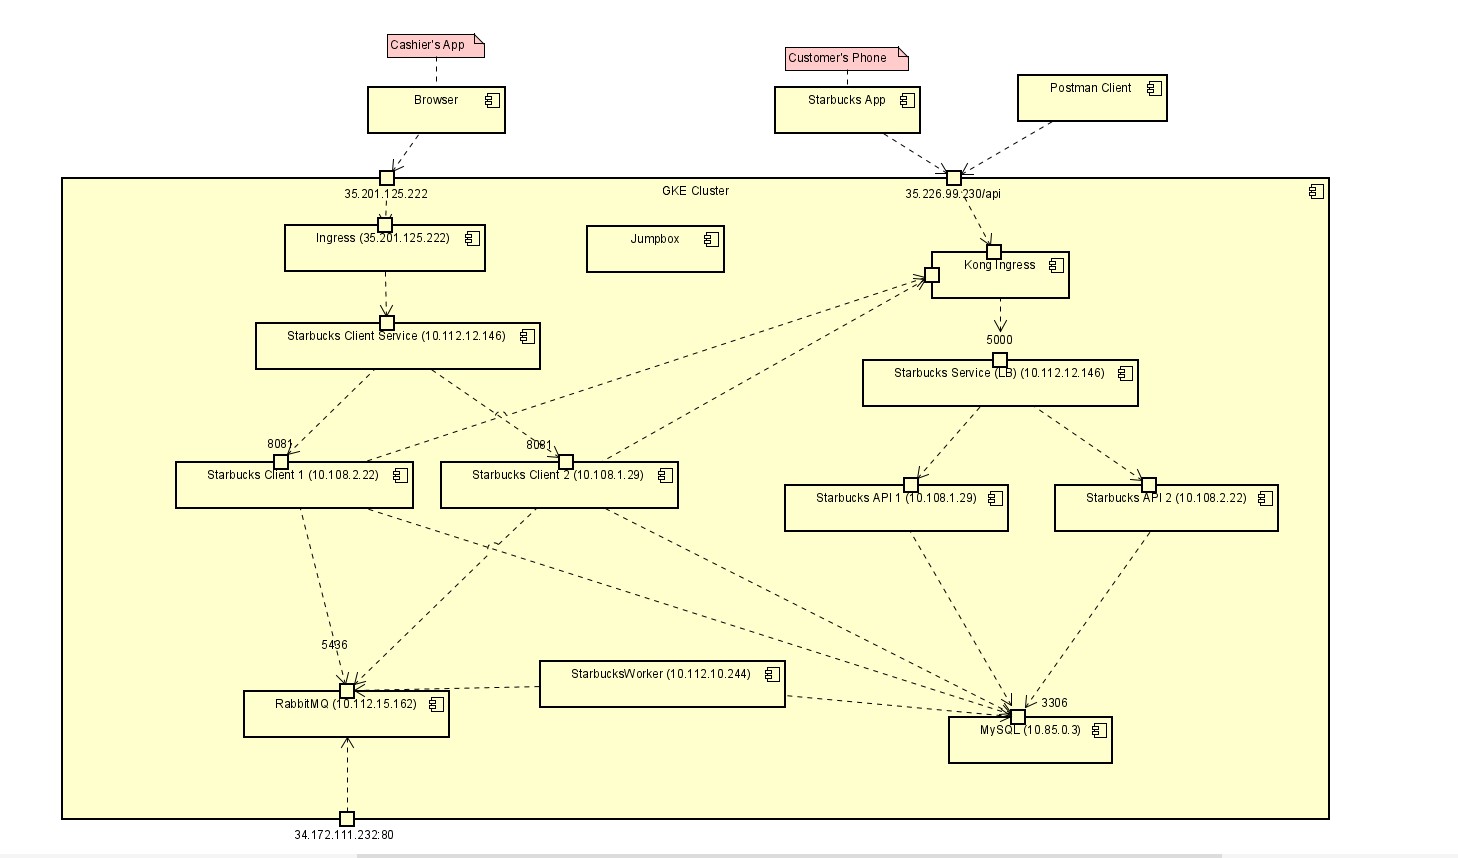 Cashier's App
Customer's Phone
Browser
Starbucks App
Postman Client
35.201.125.222
GKE Cluster
35.226.99.230/api
Ingress (35.201.125.222)
Jumpbox
Kong Ingress
Starbucks Client Service (10.112.12.146)
5000
Starbucks Service (LB) (10.112.12.146)
8081
8081
Starbucks Client 1 (10.108.2.22)
Starbucks Client 2 (10.108.1.29)
Starbucks API 1 (10.108.1.29)
Starbucks API 2 (10.108.2.22)
5436
StarbucksWorker (10.112.10.244)
RabbitMQ (10.112.15.162)
3306
MySQL (10.85.0.3)
34.172.111.232:80